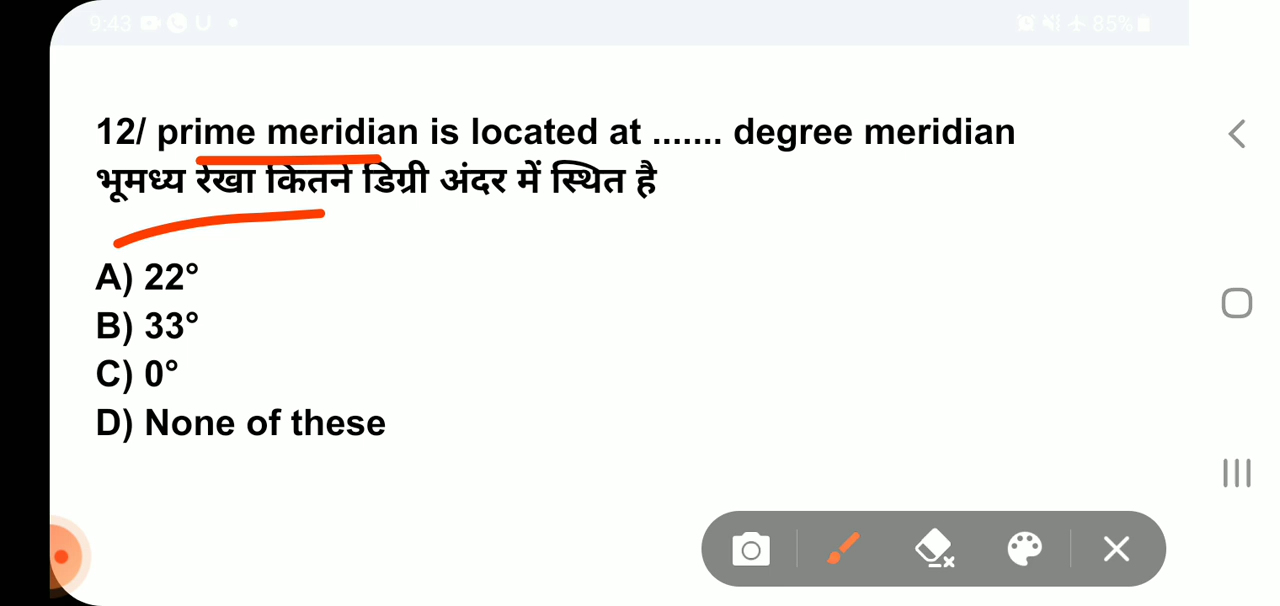 9:43 85%
12/ prime meridian is located at ....... degree meridian
भूमध्य रेखा कितने डिग्री अंदर में स्थित है
A) 22°
B) 33°
C) 0°
D) None of these